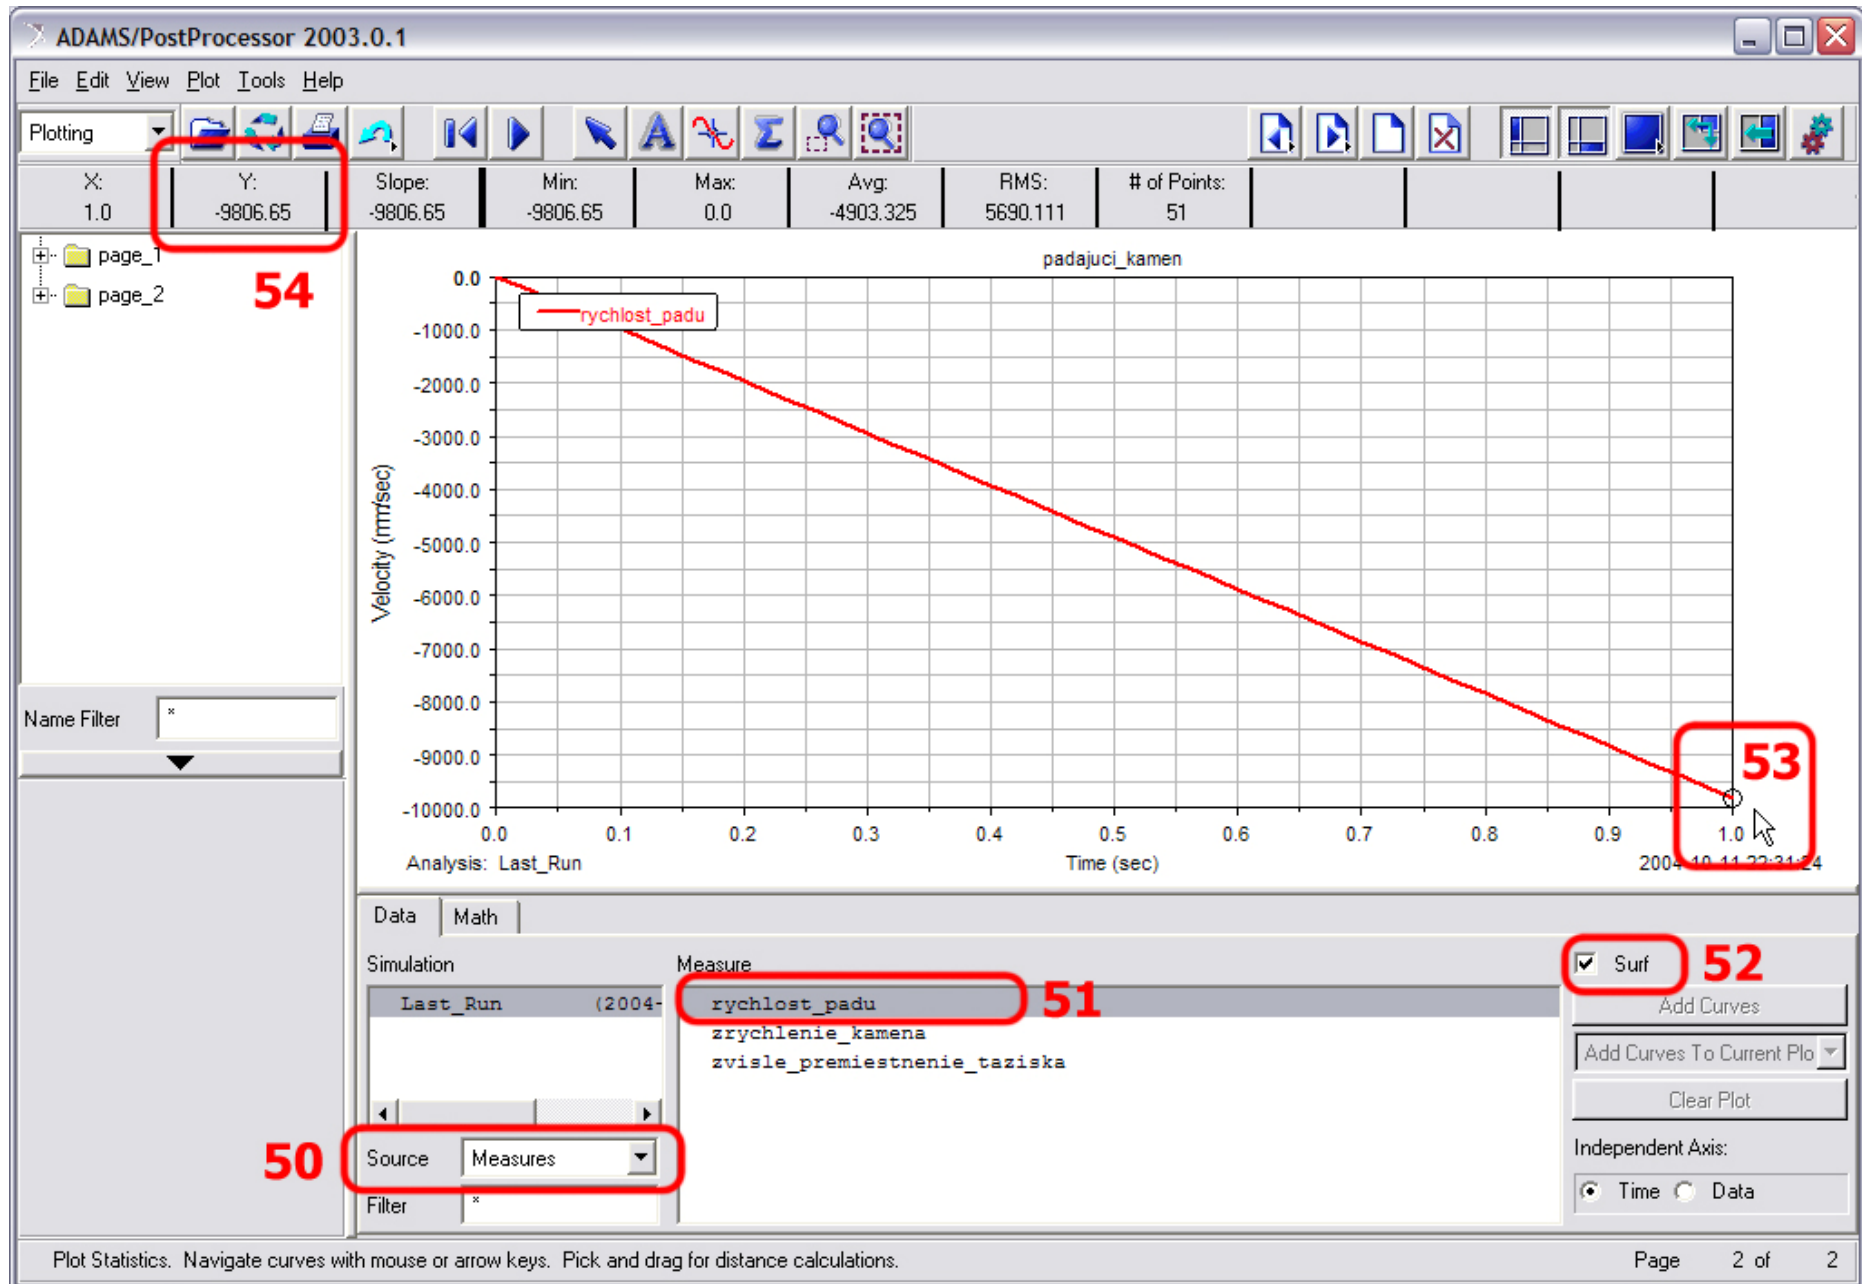 ADAMS/PostProcessor 2003.0.1
File Edit View Plot Tools Help
Plotting
X: Y: Slope: Min: Max: Avg: RMS: # of Points:
1.0 -9806.65 -9806.65 -9806.65 0.0 -4903.325 5690.111 51
54
page_1
page_2
Name Filter *
padajuci_kamen
rychlost_padu
Velocity (mm/sec)
0.0
-1000.0
-2000.0
-3000.0
-4000.0
-5000.0
-6000.0
-7000.0
-8000.0
-9000.0
-10000.0
53
0.0 0.1 0.2 0.3 0.4 0.5 0.6 0.7 0.8 0.9 1.0
Analysis: Last_Run Time (sec) 2004-10-11 22:31:24
Data Math
Simulation Measure Surf 52
Last_Run (2004- rychlost_padu 51 Add Curves
zrychlenie_kamena
zvisle_premiestnenie_taziska
Add Curves To Current Plo
Clear Plot
50 Source Measures
Independent Axis:
Filter *
Time Data
Plot Statistics. Navigate curves with mouse or arrow keys. Pick and drag for distance calculations. Page 2 of 2